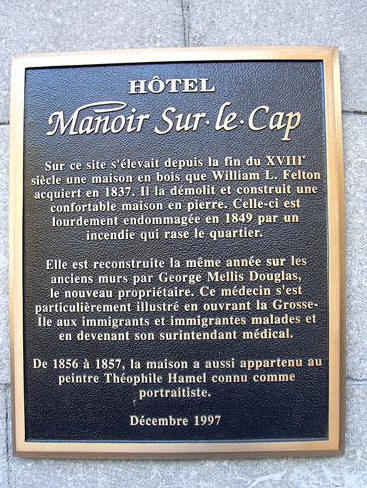 HÔTEL
Manoir Sur·le·Cap
Sur ce site s'élevait depuis la fin du XVIIIe
siècle une maison en bois que William L. Felton
acquiert en 1837. Il la démolit et construit une
confortable maison en pierre. Celle-ci est
lourdement endommagée en 1849 par un
incendie qui rase le quartier.
Elle est reconstruite la même année sur les
anciens murs par George Mellis Douglas,
le nouveau propriétaire. Ce médecin s'est
particulièrement illustré en ouvrant la Grosse-
Île aux immigrants et immigrantes malades et
en devenant son surintendant médical.
De 1856 à 1857, la maison a aussi appartenu au
peintre Théophile Hamel connu comme
portraitiste.
Décembre 1997